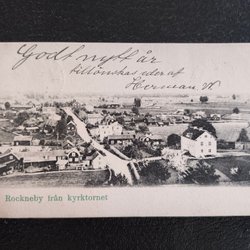 Godt nytt år
tillönskas eder af
Herman. W
Rockneby från kyrktornet